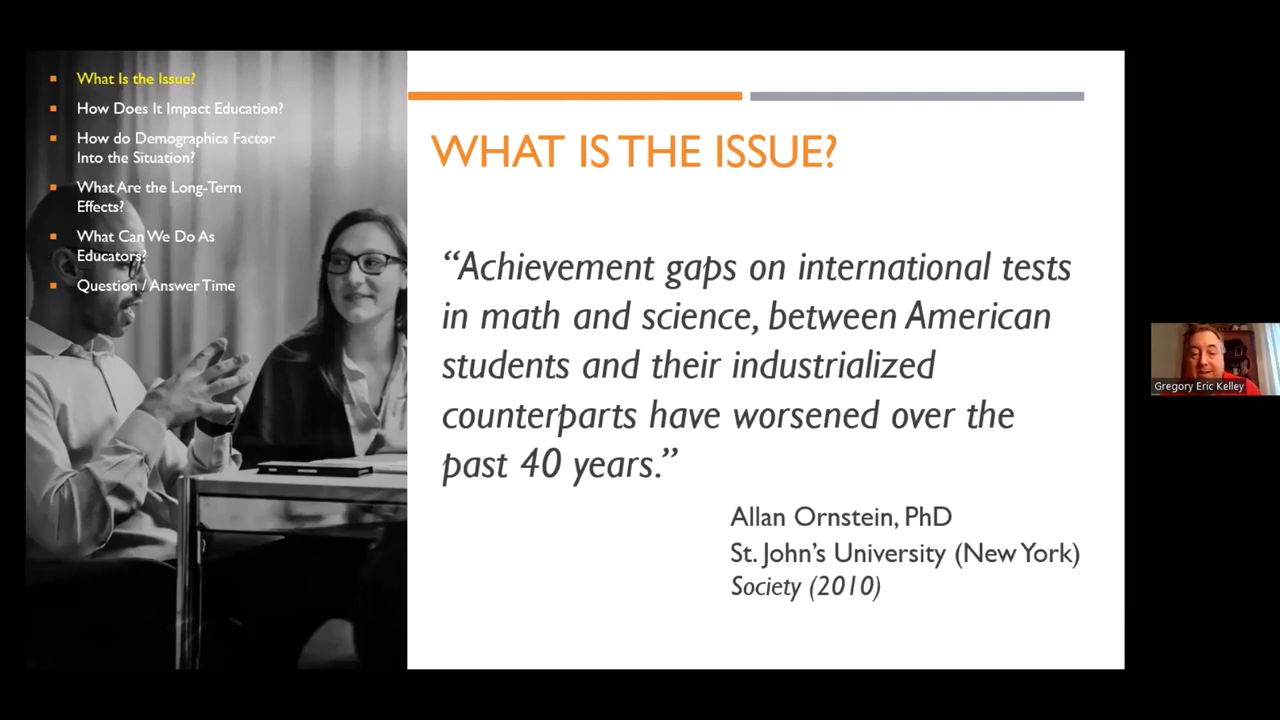 What Is the Issue?
How Does It Impact Education?
How do Demographics Factor
Into the Situation?
What Are the Long-Term
Effects?
What Can We Do As
Educators?
Question / Answer Time
WHAT IS THE ISSUE?
“Achievement gaps on international tests
in math and science, between American
students and their industrialized
counterparts have worsened over the
past 40 years.”
Allan Ornstein, PhD
St. John’s University (New York)
Society (2010)
Gregory Eric Kelley